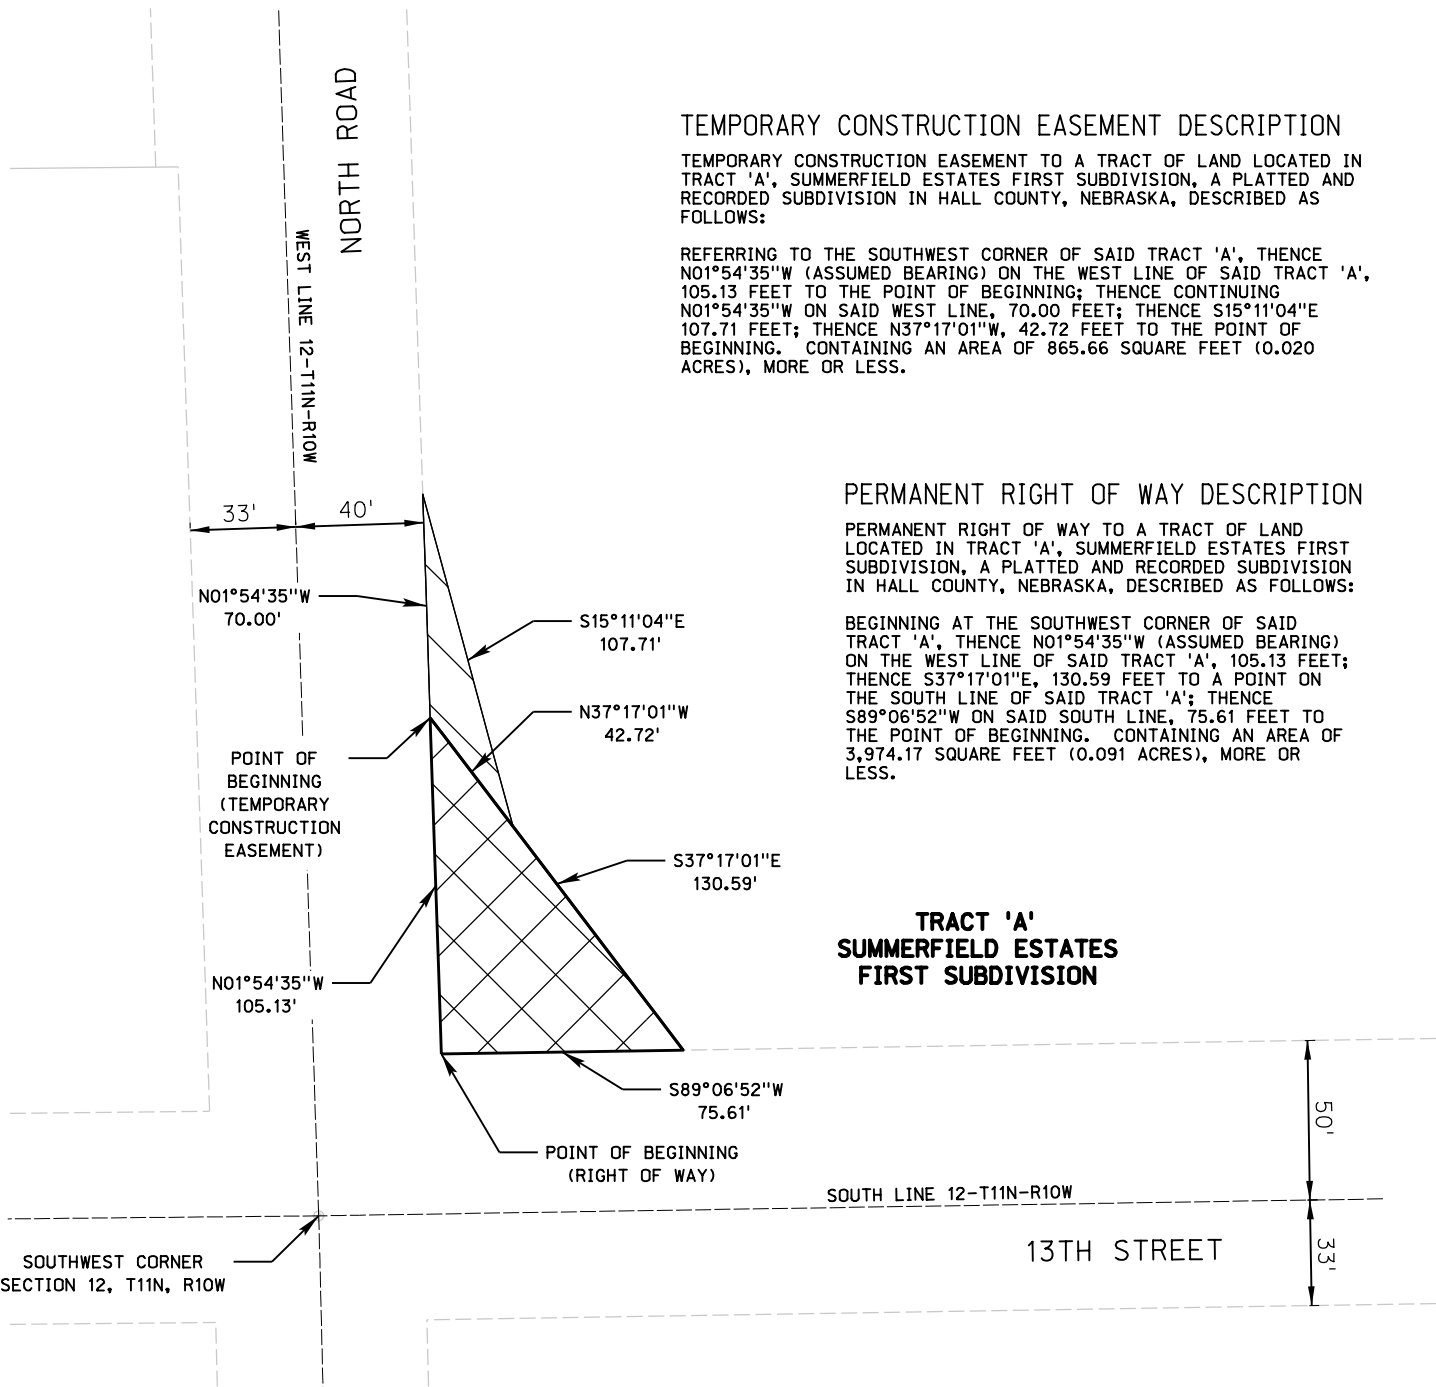 NORTH ROAD
WEST LINE 12-T11N-R10W
TEMPORARY CONSTRUCTION EASEMENT DESCRIPTION
TEMPORARY CONSTRUCTION EASEMENT TO A TRACT OF LAND LOCATED IN
TRACT 'A', SUMMERFIELD ESTATES FIRST SUBDIVISION, A PLATTED AND
RECORDED SUBDIVISION IN HALL COUNTY, NEBRASKA, DESCRIBED AS
FOLLOWS:
REFERRING TO THE SOUTHWEST CORNER OF SAID TRACT 'A', THENCE
N01°54'35"W (ASSUMED BEARING) ON THE WEST LINE OF SAID TRACT 'A',
105.13 FEET TO THE POINT OF BEGINNING; THENCE CONTINUING
N01°54'35"W ON SAID WEST LINE, 70.00 FEET; THENCE S15°11'04"E
107.71 FEET; THENCE N37°17'01"W, 42.72 FEET TO THE POINT OF
BEGINNING. CONTAINING AN AREA OF 865.66 SQUARE FEET (0.020
ACRES), MORE OR LESS.
PERMANENT RIGHT OF WAY DESCRIPTION
PERMANENT RIGHT OF WAY TO A TRACT OF LAND
LOCATED IN TRACT 'A', SUMMERFIELD ESTATES FIRST
SUBDIVISION, A PLATTED AND RECORDED SUBDIVISION
IN HALL COUNTY, NEBRASKA, DESCRIBED AS FOLLOWS:
BEGINNING AT THE SOUTHWEST CORNER OF SAID
TRACT 'A', THENCE N01°54'35"W (ASSUMED BEARING)
ON THE WEST LINE OF SAID TRACT 'A', 105.13 FEET;
THENCE S37°17'01"E, 130.59 FEET TO A POINT ON
THE SOUTH LINE OF SAID TRACT 'A'; THENCE
S89°06'52"W ON SAID SOUTH LINE, 75.61 FEET TO
THE POINT OF BEGINNING. CONTAINING AN AREA OF
3,974.17 SQUARE FEET (0.091 ACRES), MORE OR
LESS.
33'
40'
N01°54'35"W
70.00'
S15°11'04"E
107.71'
N37°17'01"W
42.72'
POINT OF
BEGINNING
(TEMPORARY
CONSTRUCTION
EASEMENT)
S37°17'01"E
130.59'
TRACT 'A'
SUMMERFIELD ESTATES
FIRST SUBDIVISION
N01°54'35"W
105.13'
S89°06'52"W
75.61'
POINT OF BEGINNING
(RIGHT OF WAY)
50'
SOUTH LINE 12-T11N-R10W
13TH STREET
33'
SOUTHWEST CORNER
SECTION 12, T11N, R10W